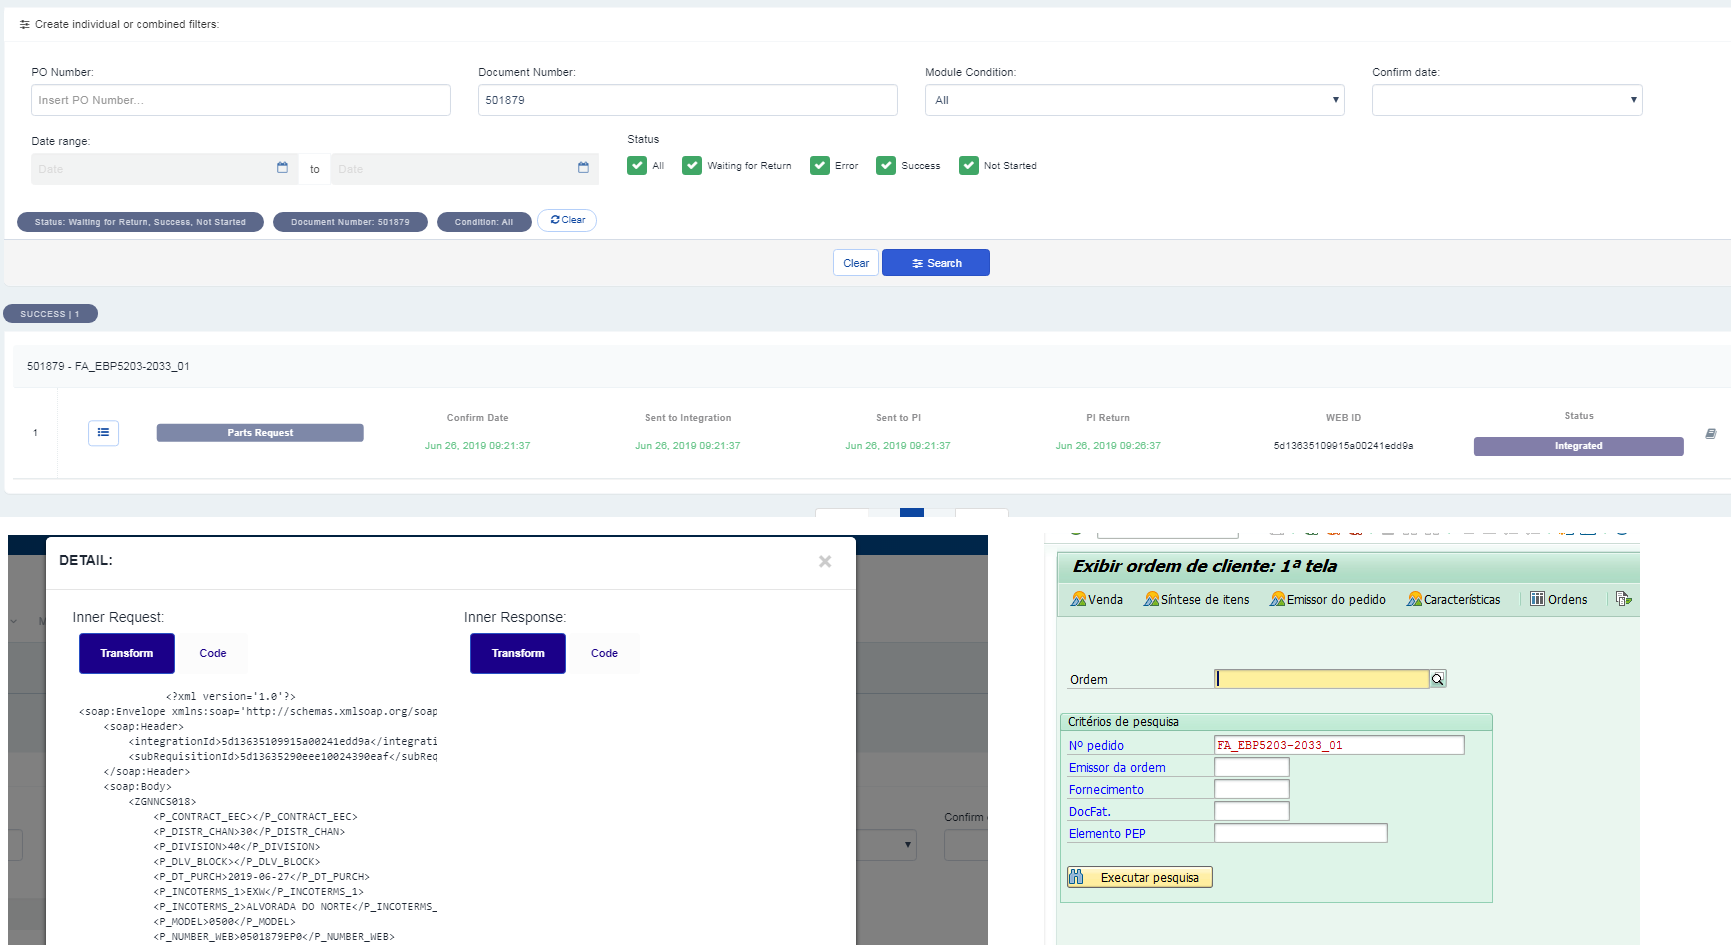 Create individual or combined filters:
PO Number:
Document Number:
Module Condition:
Confirm date:
Insert PO Number...
501879
All
Date range:
Status
Date
to
Date
All
Waiting for Return
Error
Success
Not Started
Status: Waiting for Return, Success, Not Started
Document Number: 501879
Condition: All
Clear
Clear
Search
SUCCESS | 1
501879 - FA_EBP5203-2033_01
Confirm Date
Sent to Integration
Sent to PI
PI Return
WEB ID
Status
1
Parts Request
Jun 26, 2019 09:21:37
Jun 26, 2019 09:21:37
Jun 26, 2019 09:21:37
Jun 26, 2019 09:26:37
5d13635109915a00241edd9a
Integrated
DETAIL:
Inner Request:
Inner Response:
Transform
Code
Transform
Code
<?xml version='1.0'?>
<soap:Envelope xmlns:soap='http://schemas.xmlsoap.org/soap
<soap:Header>
<integrationId>5d13635109915a00241edd9a</integrati
<subRequisitionId>5d13635290eee10024390eaf</subReq
</soap:Header>
<soap:Body>
<ZGNNCS018>
<P_CONTRACT_EEC></P_CONTRACT_EEC>
<P_DISTR_CHAN>30</P_DISTR_CHAN>
<P_DIVISION>40</P_DIVISION>
<P_DLV_BLOCK></P_DLV_BLOCK>
<P_DT_PURCH>2019-06-27</P_DT_PURCH>
<P_INCOTERMS_1>EXW</P_INCOTERMS_1>
<P_INCOTERMS_2>ALVORADA DO NORTE</P_INCOTERMS_
<P_MODEL>0500</P_MODEL>
<P_NUMBER_WEB>0501879EP0</P_NUMBER_WEB>
M
Confirm
Exibir ordem de cliente: 1ª tela
Venda
Síntese de itens
Emissor do pedido
Características
Ordens
Ordem
Critérios de pesquisa
Nº pedido
FA_EBP5203-2033_01
Emissor da ordem
Fornecimento
DocFat.
Elemento PEP
Executar pesquisa